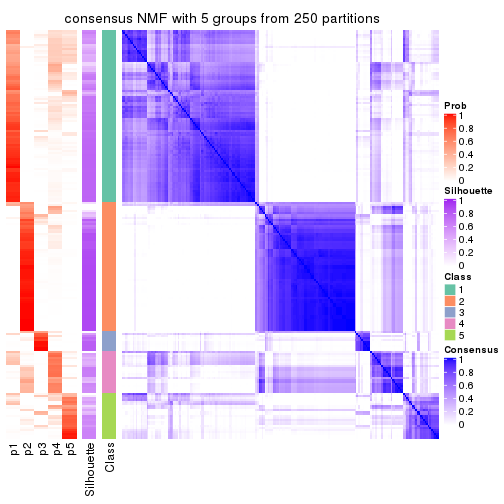 consensus NMF with 5 groups from 250 partitions
Prob
1
0.8
0.6
0.4
0.2
0
Silhouette
1
0.8
0.6
0.4
0.2
0
Class
1
2
3
4
5
Consensus
1
0.8
0.6
0.4
0.2
0
p1
p2
p3
p4
p5
Silhouette
Class